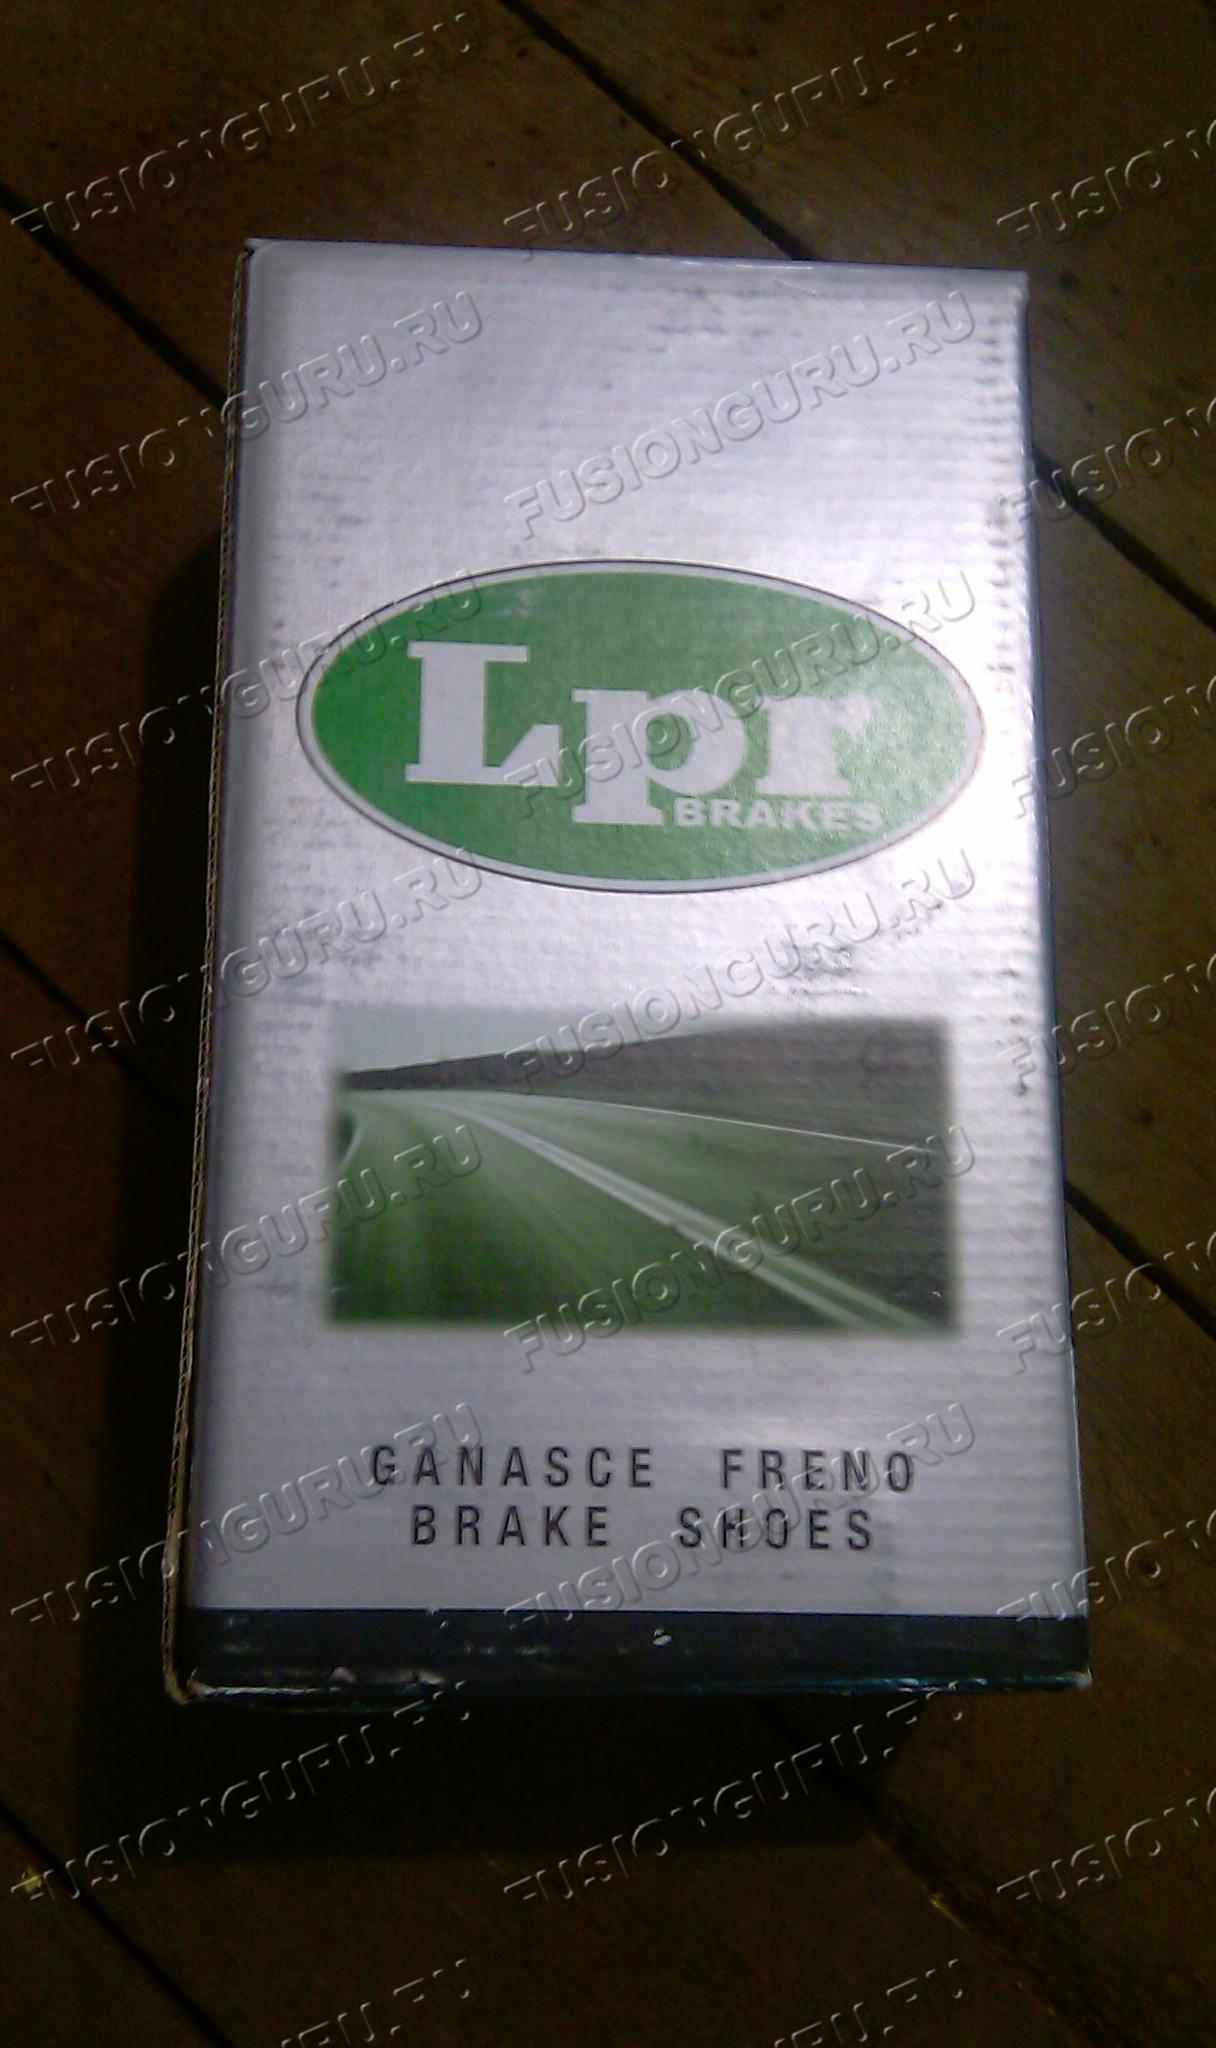 Lpr
BRAKES
GANASCE FRENO
BRAKE SHOES
FUSIONGURU.RU